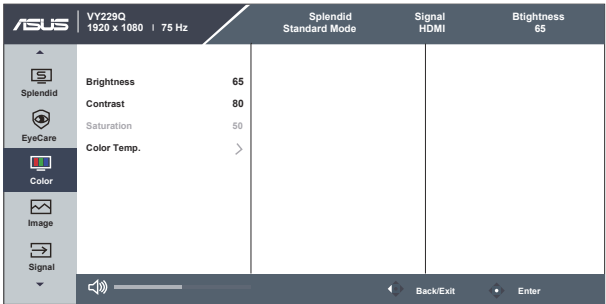 ASUS
VY229Q
1920 x 1080 | 75 Hz
Splendid
Standard Mode
Signal
HDMI
Btightness
65
Splendid
EyeCare
Color
Image
Signal
Brightness 65
Contrast 80
Saturation 50
Color Temp.
Back/Exit
Enter